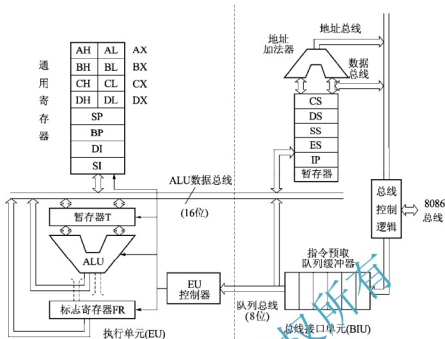 通用寄存器
AH AL AX
BH BL BX
CH CL CX
DH DL DX
SP
BP
DI
SI
地址总线
地址
加法器
数据
总线
CS
DS
SS
ES
IP
暂存器
ALU数据总线
(16位)
总线
控制
逻辑
8086
总线
暂存器T
ALU
标志寄存器FR
EU
控制器
指令预取
队列缓冲器
队列总线
(8位)
执行单元(EU)
总线接口单元(BIU)
权所有